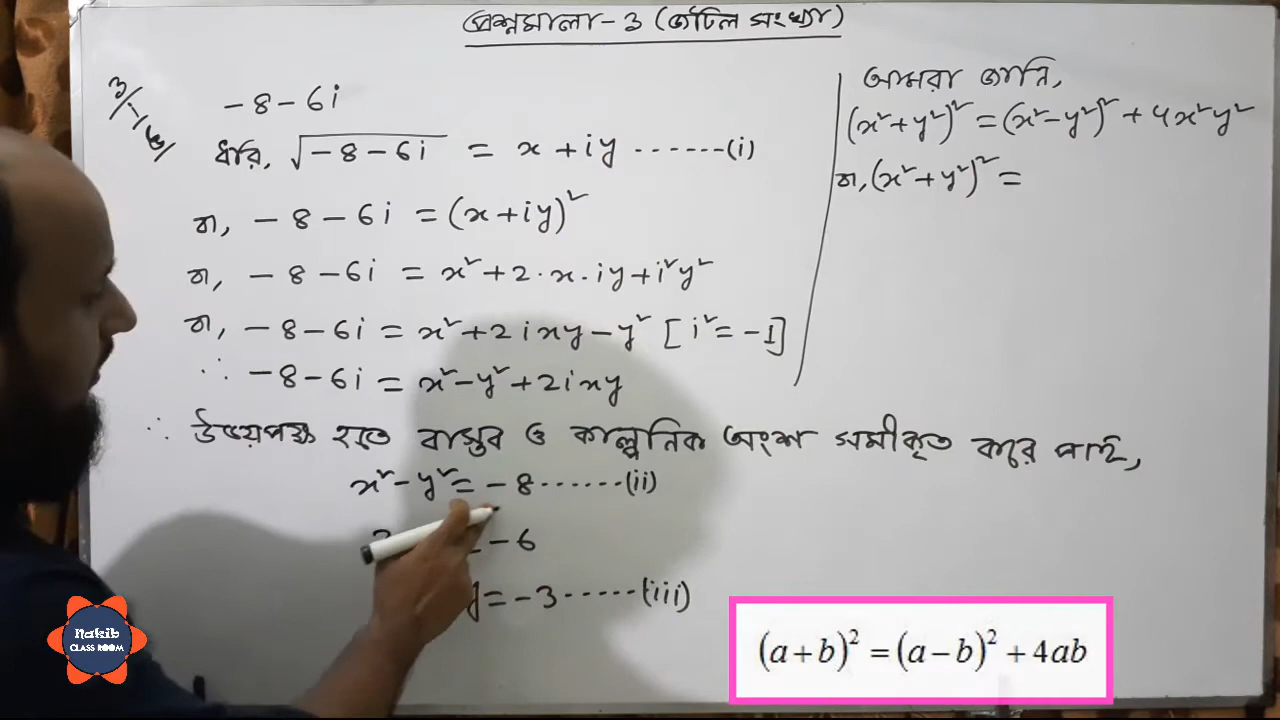 প্রশ্নমালা - 3 (জটিল সংখ্যা)
3/-1(ও)
-8-6i
ধরি, √(-8-6i) = x+iy ------(i)
বা, -8-6i = (x+iy)²
বা, -8-6i = x²+2·x·iy+i²y²
বা, -8-6i = x²+2ixy-y² [i²=-1]
∴ -8-6i = x²-y²+2ixy
∴ উভয়পক্ষ হতে বাস্তব ও কাল্পনিক অংশ সমীকৃত করে পাই,
x²-y²=-8------(ii)
-6
y=-3-----(iii)
আমরা জানি,
(x²+y²)²=(x²-y²)²+4x²y²
বা, (x²+y²)²=
(a+b)²=(a-b)²+4ab
Nakib
CLASS ROOM